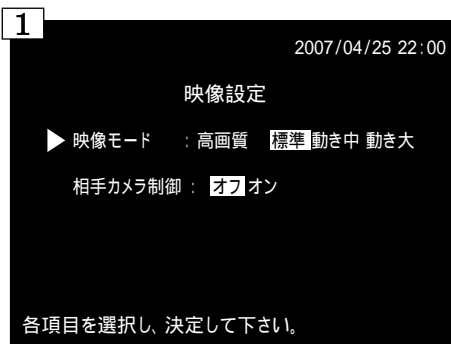 1
2007/04/25 22:00
映像設定
映像モード : 高画質 標準 動き中 動き大
相手カメラ制御 : オフ オン
各項目を選択し、決定して下さい。